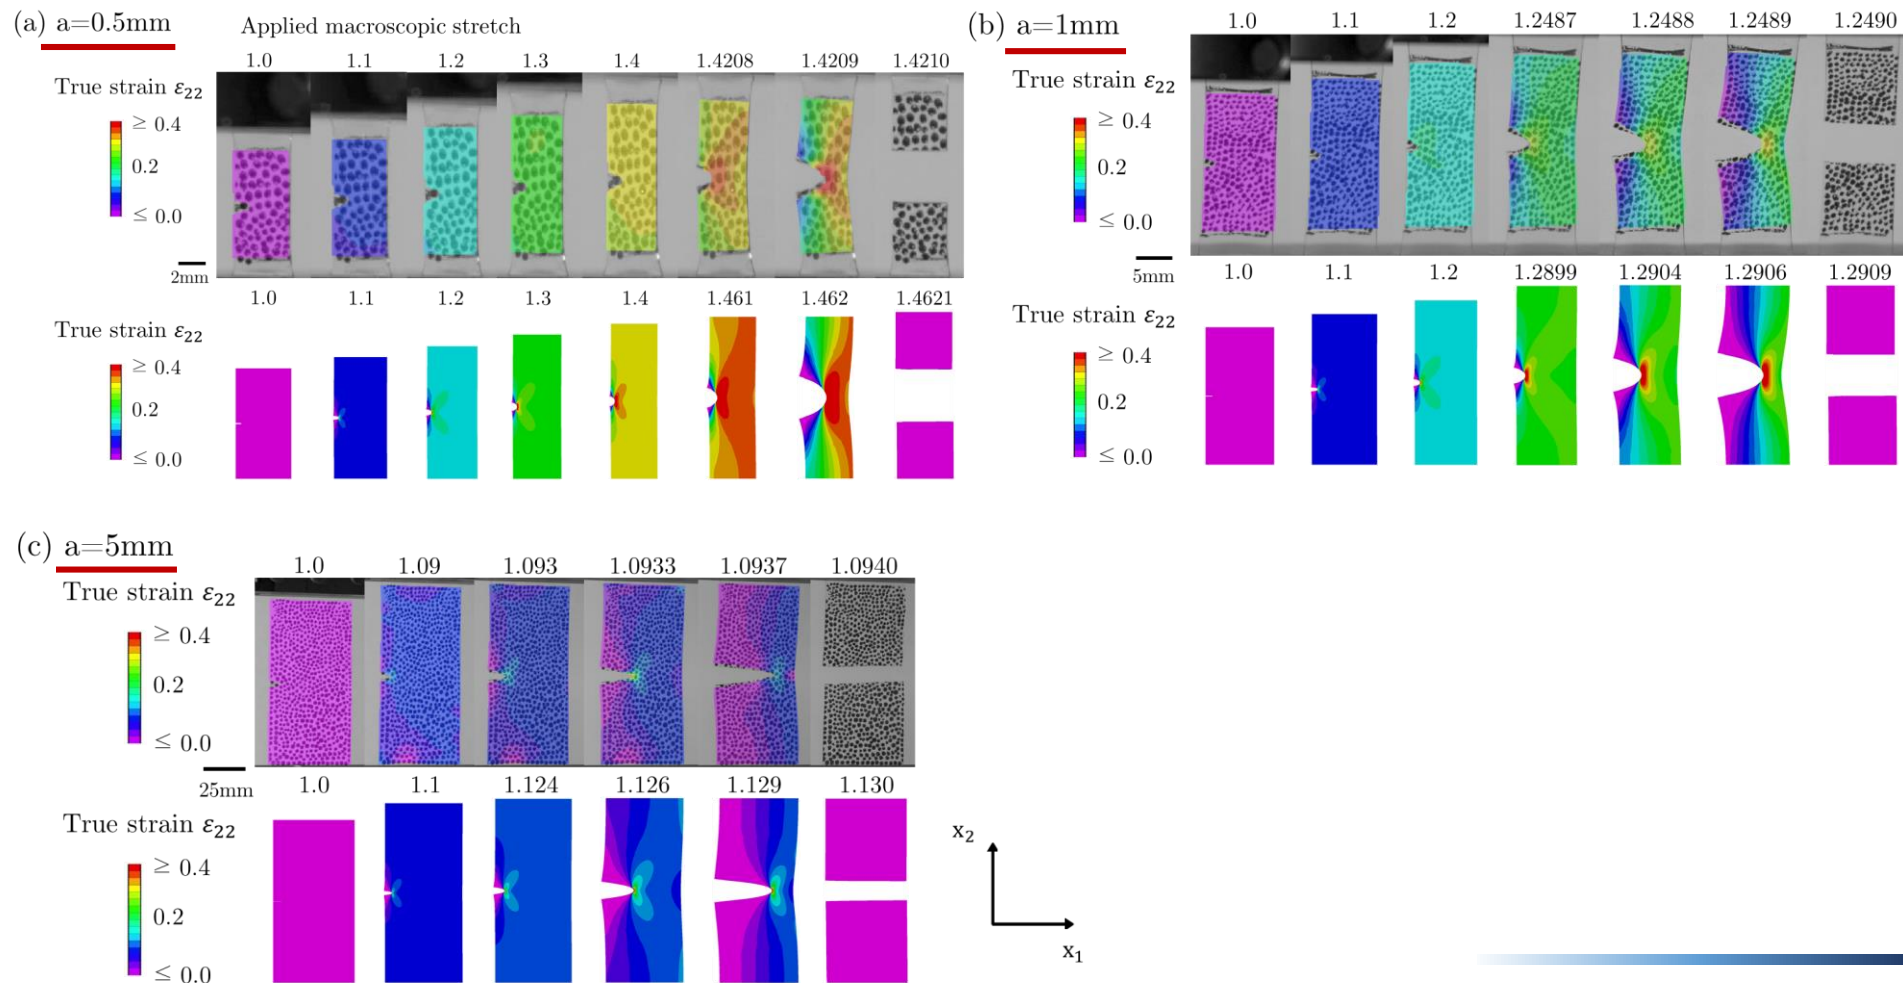 (a) a=0.5mm
Applied macroscopic stretch
1.0 1.1 1.2 1.3 1.4 1.4208 1.4209 1.4210
True strain ε22
≥ 0.4
0.2
≤ 0.0
2mm
1.0 1.1 1.2 1.3 1.4 1.461 1.462 1.4621
True strain ε22
≥ 0.4
0.2
≤ 0.0
(b) a=1mm
1.0 1.1 1.2 1.2487 1.2488 1.2489 1.2490
True strain ε22
≥ 0.4
0.2
≤ 0.0
5mm
1.0 1.1 1.2 1.2899 1.2904 1.2906 1.2909
True strain ε22
≥ 0.4
0.2
≤ 0.0
(c) a=5mm
1.0 1.09 1.093 1.0933 1.0937 1.0940
True strain ε22
≥ 0.4
0.2
≤ 0.0
25mm
1.0 1.1 1.124 1.126 1.129 1.130
True strain ε22
≥ 0.4
0.2
≤ 0.0
x2
x1